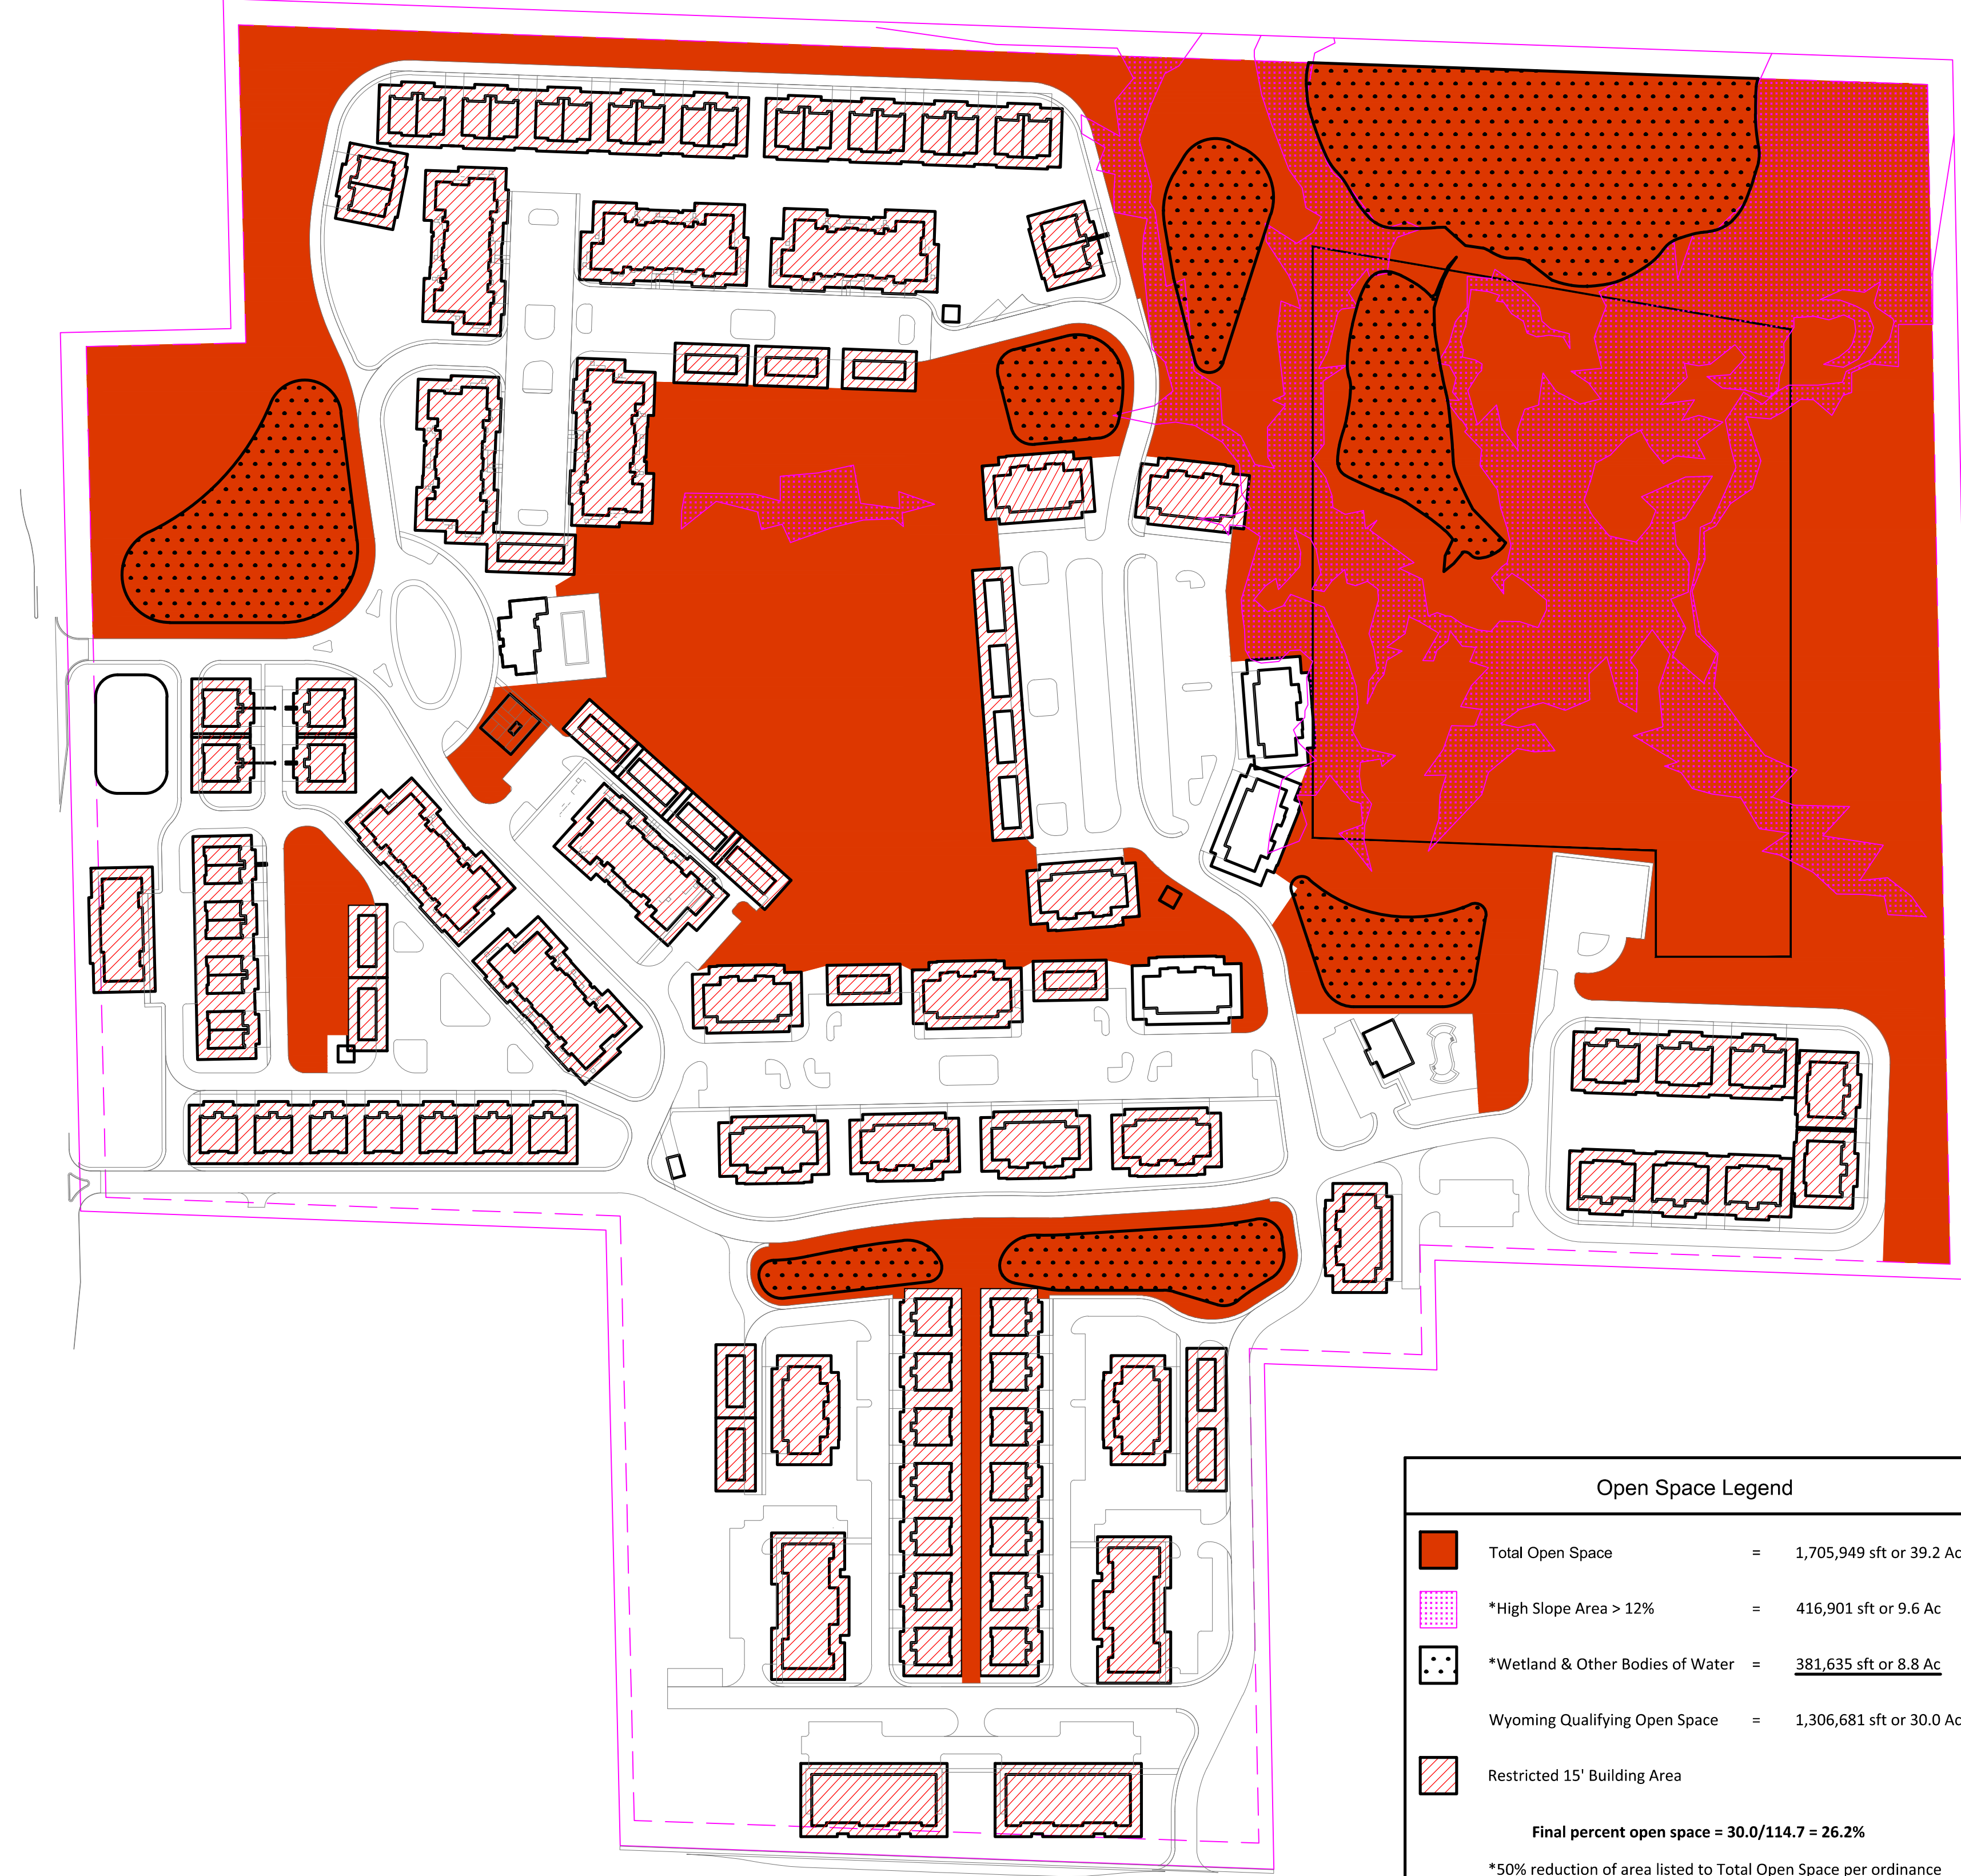 Open Space Legend
Total Open Space = 1,705,949 sft or 39.2 Ac
*High Slope Area > 12% = 416,901 sft or 9.6 Ac
*Wetland & Other Bodies of Water = 381,635 sft or 8.8 Ac
Wyoming Qualifying Open Space = 1,306,681 sft or 30.0 Ac
Restricted 15' Building Area
Final percent open space = 30.0/114.7 = 26.2%
*50% reduction of area listed to Total Open Space per ordinance